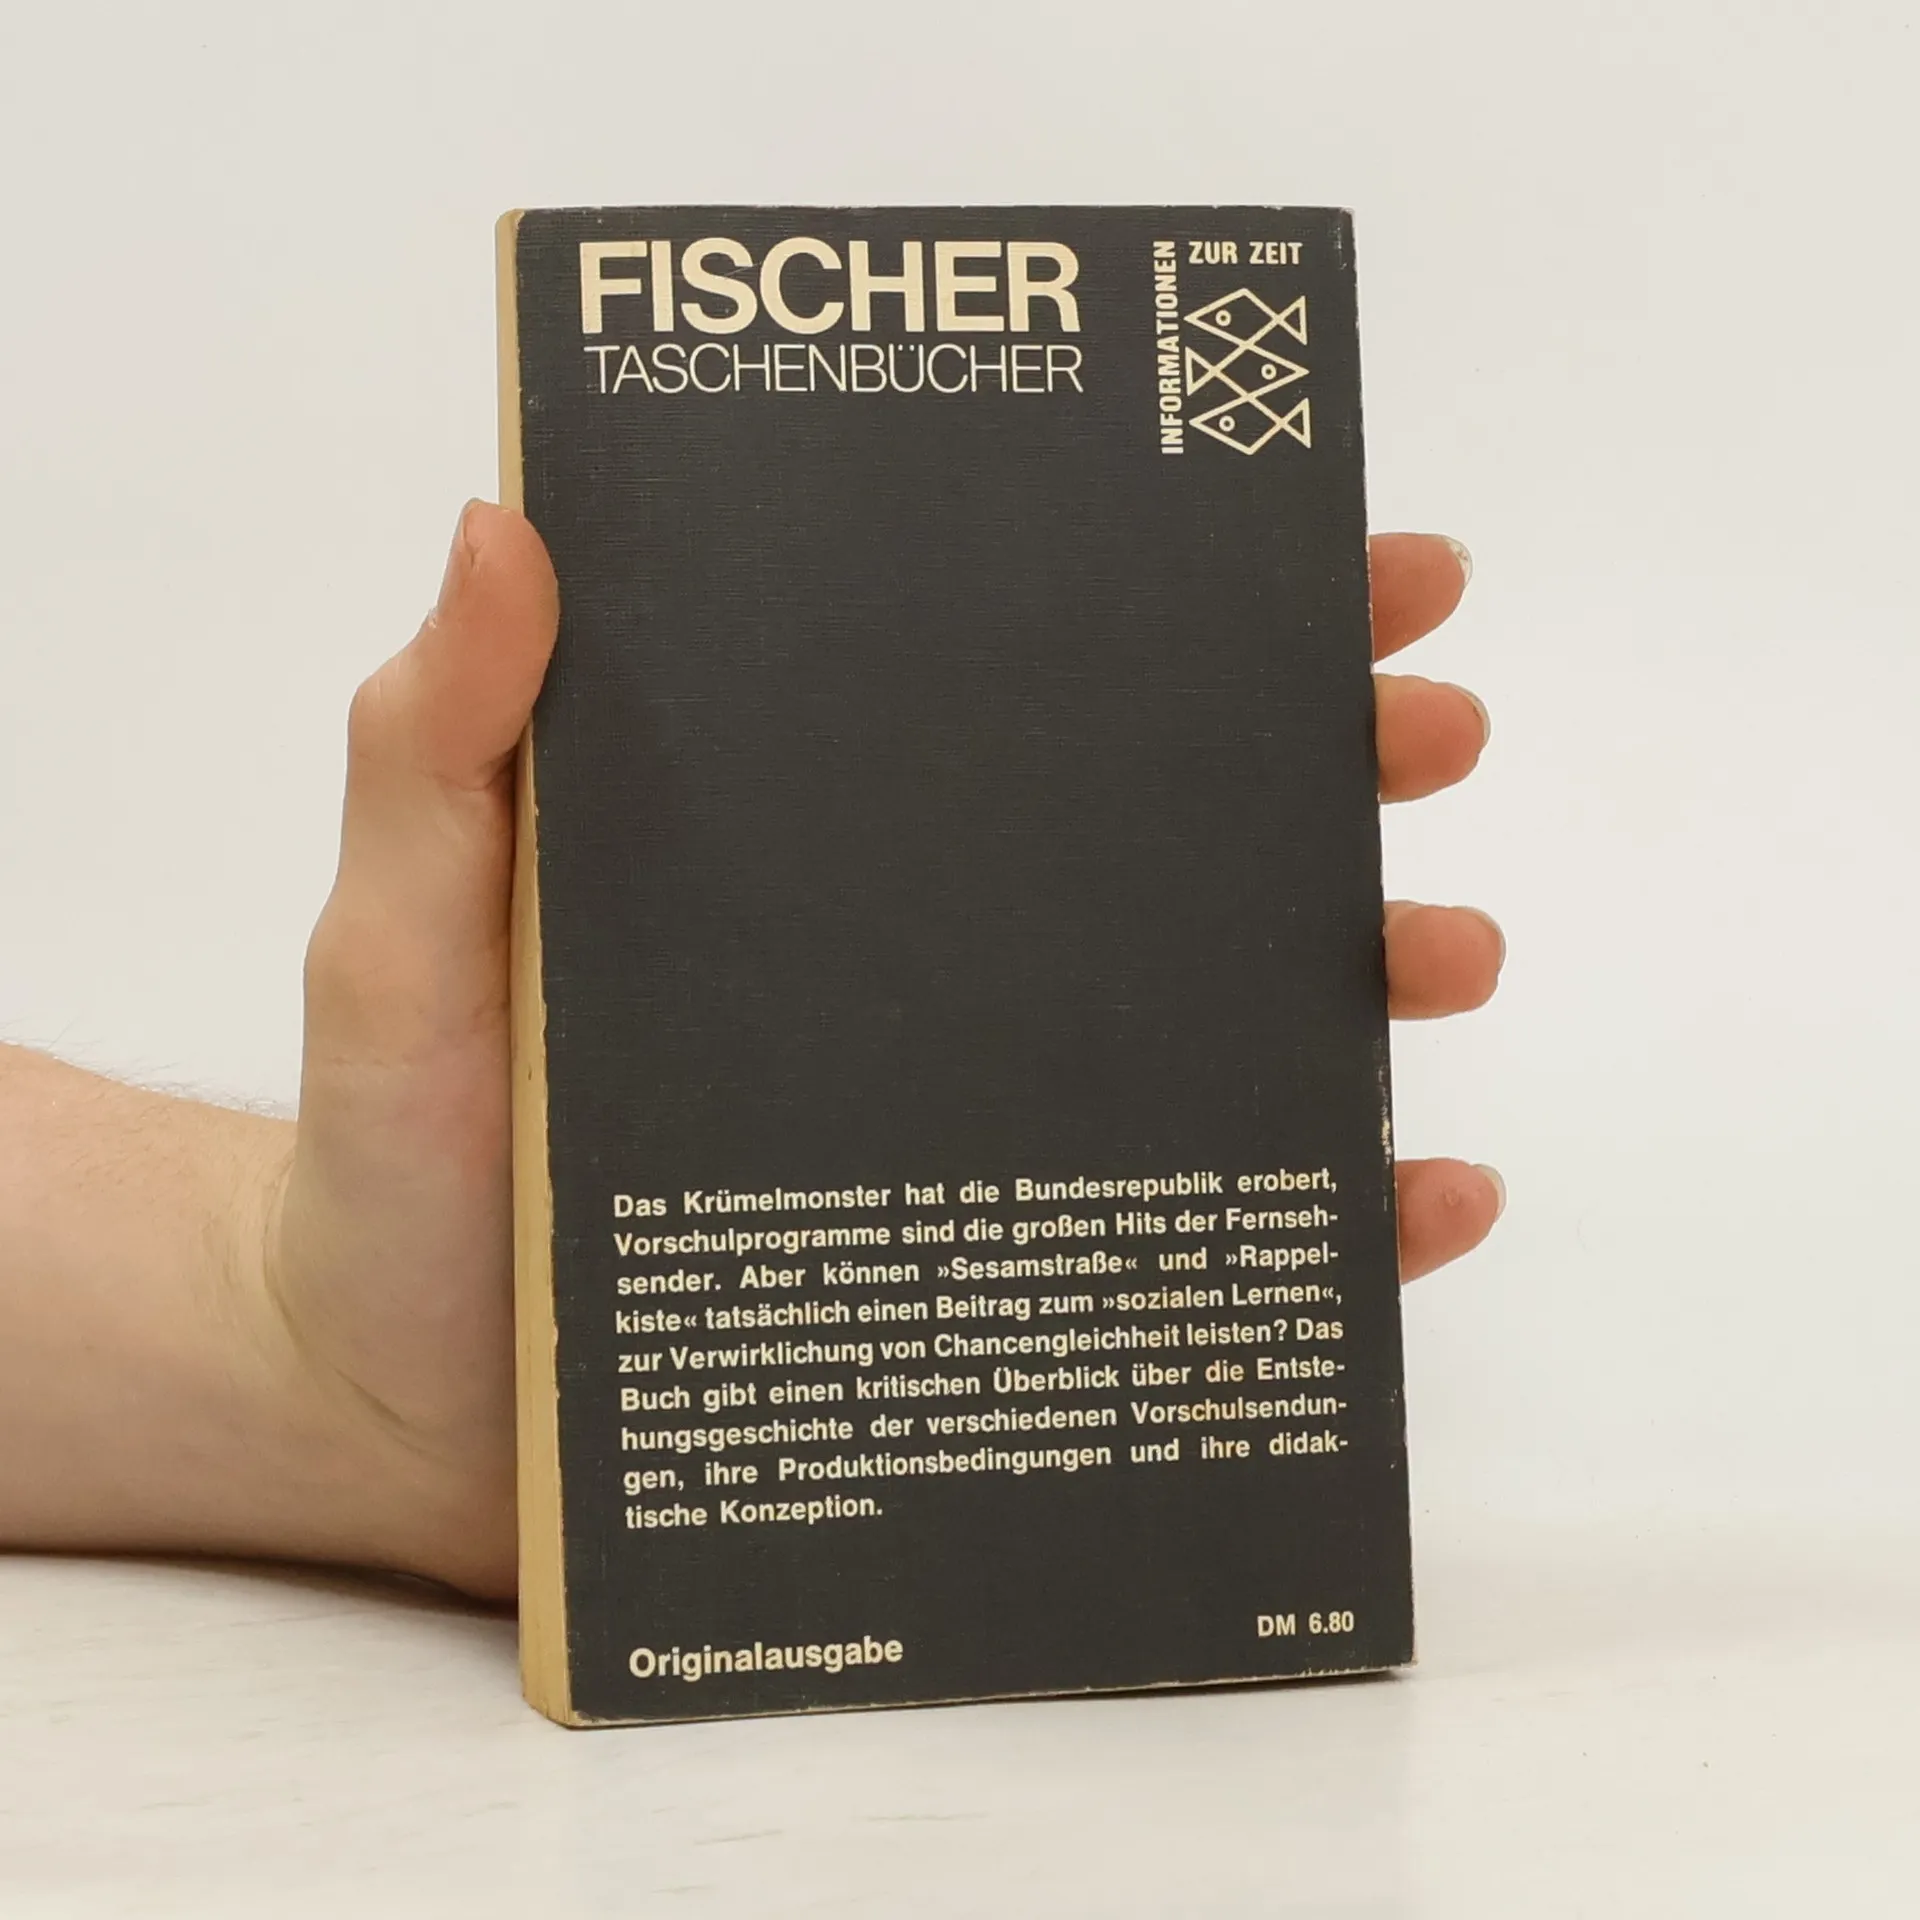 FISCHER
TASCHENBÜCHER
INFORMATIONEN
ZUR ZEIT
Das Krümelmonster hat die Bundesrepublik erobert,
Vorschulprogramme sind die großen Hits der Fernseh-
sender. Aber können »Sesamstraße« und »Rappel-
kiste« tatsächlich einen Beitrag zum »sozialen Lernen«,
zur Verwirklichung von Chancengleichheit leisten? Das
Buch gibt einen kritischen Überblick über die Entste-
hungsgeschichte der verschiedenen Vorschulsendun-
gen, ihre Produktionsbedingungen und ihre didak-
tische Konzeption.
DM 6.80
Originalausgabe